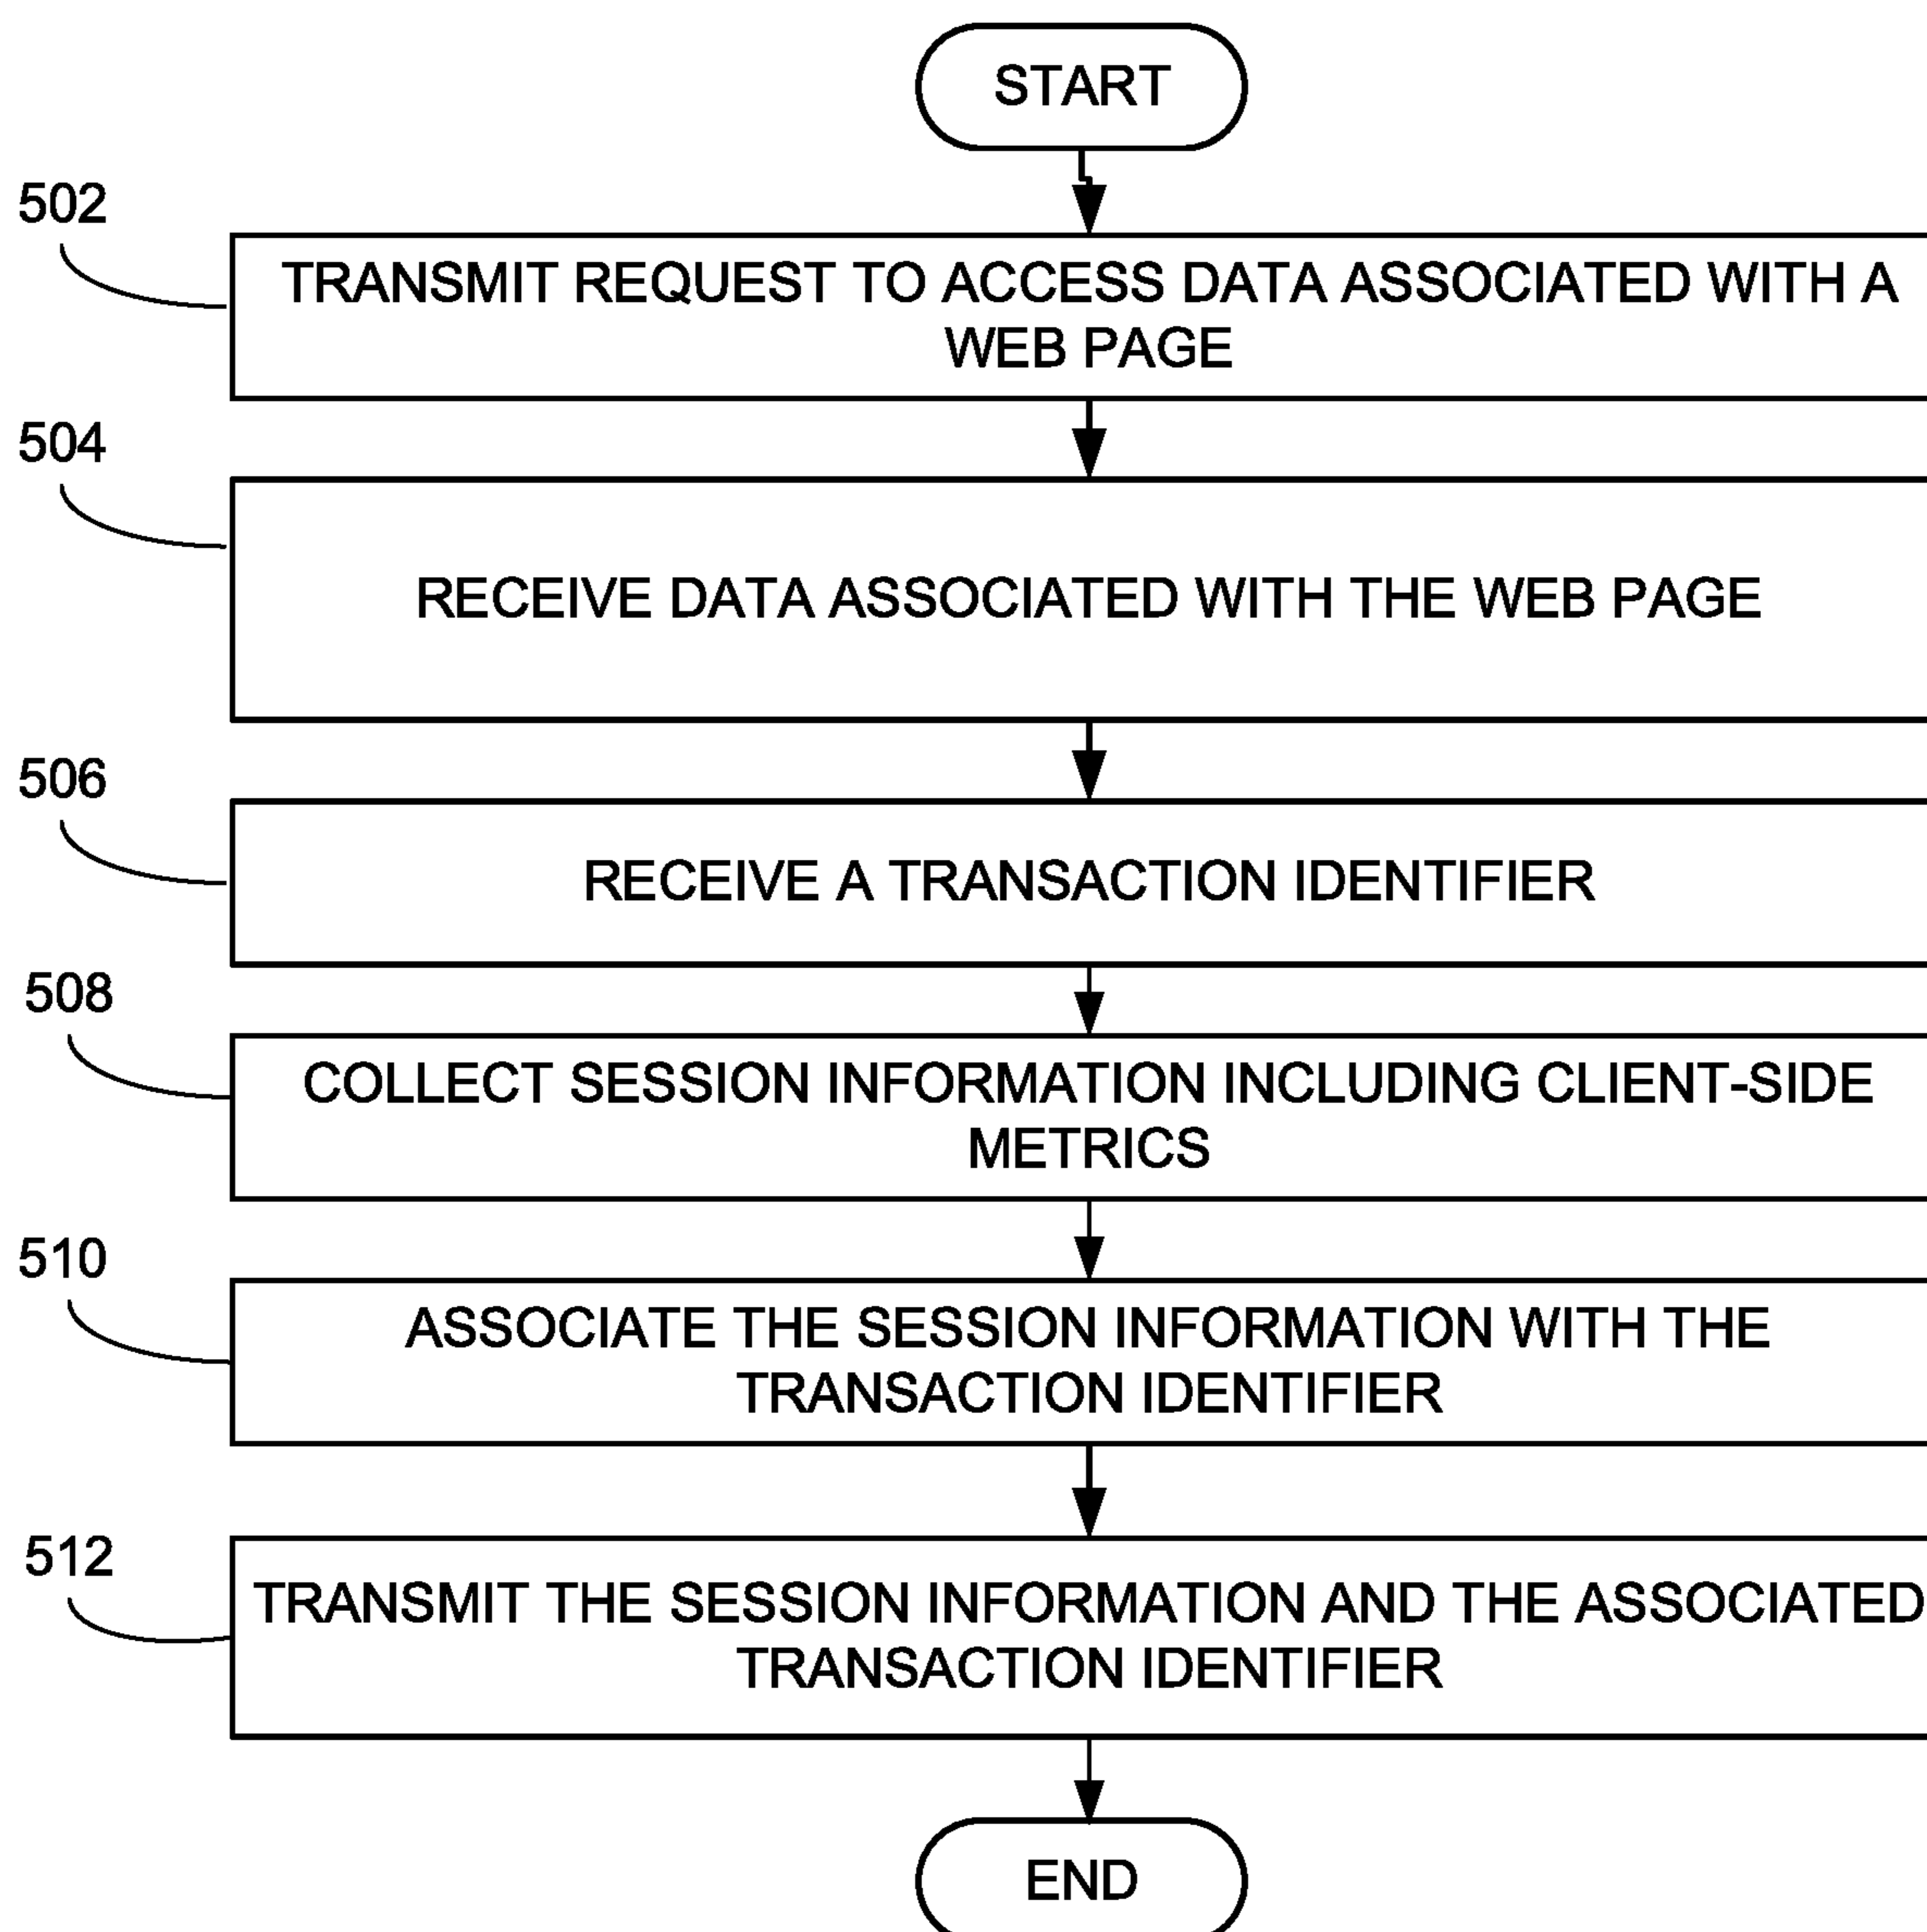 START
502
TRANSMIT REQUEST TO ACCESS DATA ASSOCIATED WITH A
WEB PAGE
504
RECEIVE DATA ASSOCIATED WITH THE WEB PAGE
506
RECEIVE A TRANSACTION IDENTIFIER
508
COLLECT SESSION INFORMATION INCLUDING CLIENT-SIDE
METRICS
510
ASSOCIATE THE SESSION INFORMATION WITH THE
TRANSACTION IDENTIFIER
512
TRANSMIT THE SESSION INFORMATION AND THE ASSOCIATED
TRANSACTION IDENTIFIER
END